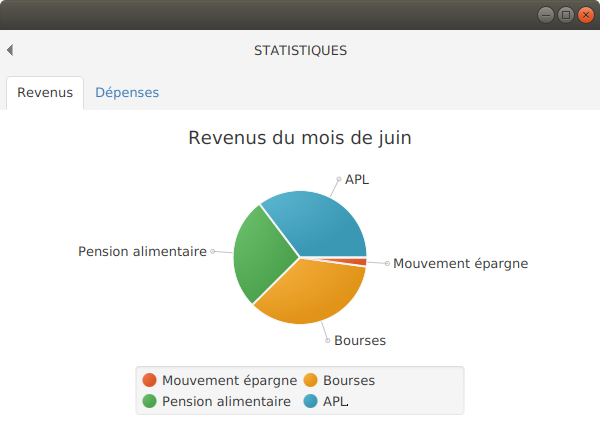 STATISTIQUES
Revenus Dépenses
Revenus du mois de juin
APL
Pension alimentaire
Mouvement épargne
Bourses
Mouvement épargne Bourses
Pension alimentaire APL